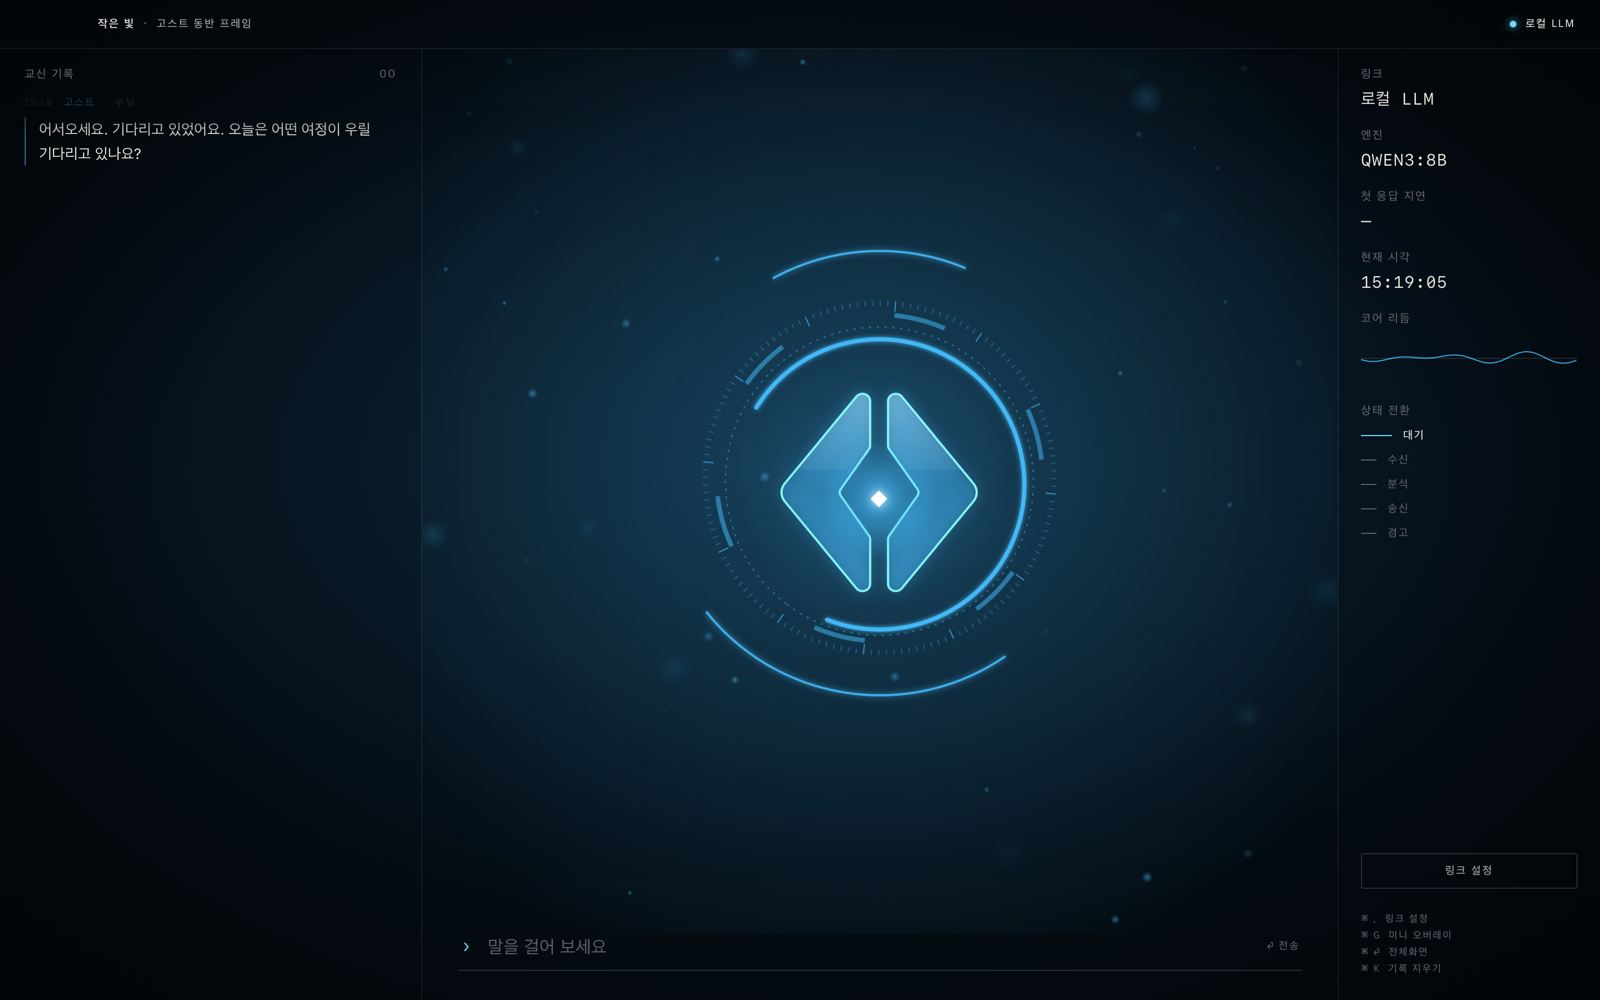 작은 빛 · 고스트 동반 프레임
로컬 LLM
교신 기록 00
15:18 고스트 · 부팅
어서오세요. 기다리고 있었어요. 오늘은 어떤 여정이 우릴
기다리고 있나요?
링크
로컬 LLM
엔진
QWEN3:8B
첫 응답 지연
—
현재 시각
15:19:05
코어 리듬
상태 전환
대기
수신
분석
송신
경고
링크 설정
⌘ , 링크 설정
⌘ G 미니 오버레이
⌘ ⏎ 전체화면
⌘ K 기록 지우기
› 말을 걸어 보세요
⏎ 전송